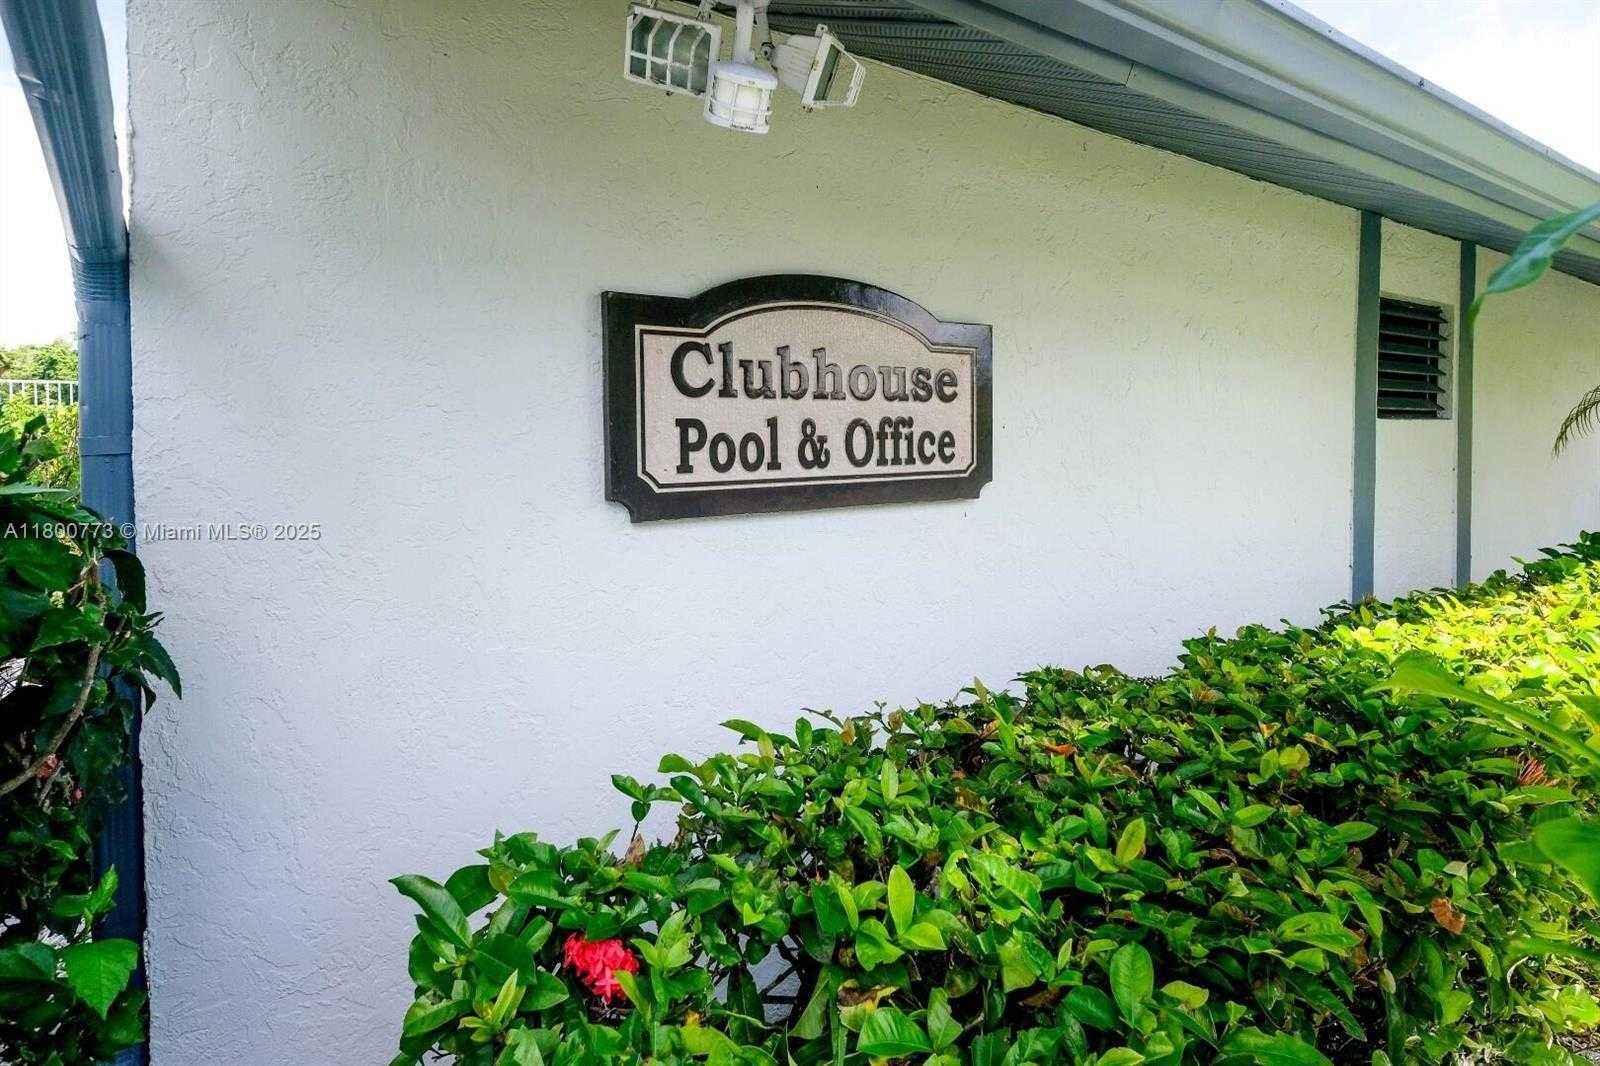 Clubhouse
Pool & Office
A11800773 © Miami MLS® 2025